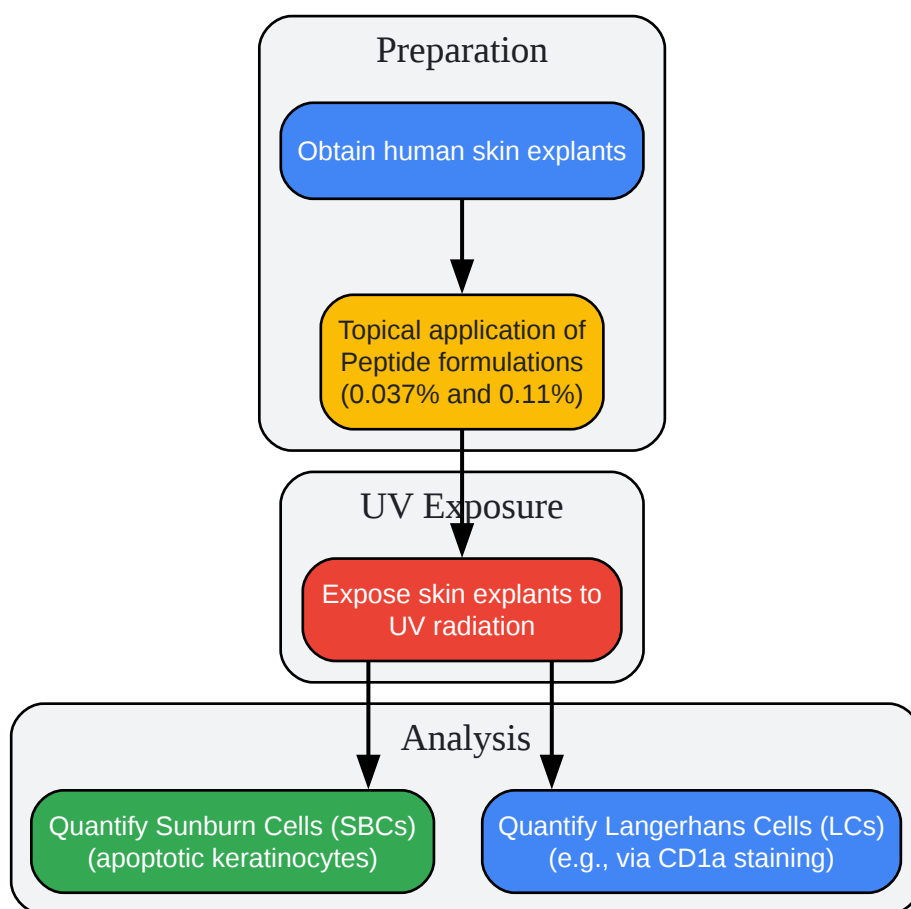 Preparation
Obtain human skin explants
Topical application of
Peptide formulations
(0.037% and 0.11%)
UV Exposure
Expose skin explants to
UV radiation
Analysis
Quantify Sunburn Cells (SBCs)
(apoptotic keratinocytes)
Quantify Langerhans Cells (LCs)
(e.g., via CD1a staining)